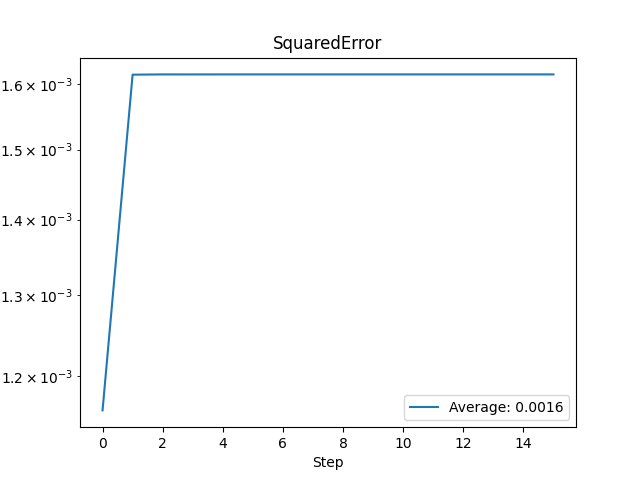 SquaredError
1.6 × 10⁻³
1.5 × 10⁻³
1.4 × 10⁻³
1.3 × 10⁻³
1.2 × 10⁻³
Average: 0.0016
0 2 4 6 8 10 12 14
Step